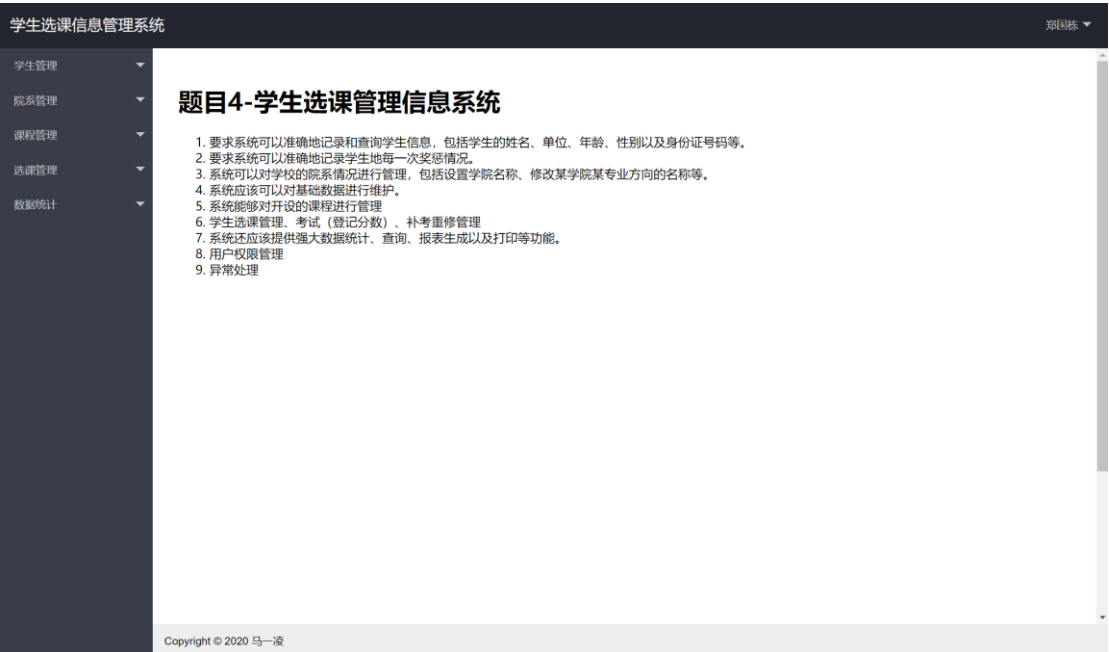 学生选课信息管理系统
郑国栋
学生管理
院系管理
课程管理
选课管理
数据统计
题目4-学生选课管理信息系统
1. 要求系统可以准确地记录和查询学生信息，包括学生的姓名、单位、年龄、性别以及身份证号码等。
2. 要求系统可以准确地记录学生地每一次奖惩情况。
3. 系统可以对学校的院系情况进行管理，包括设置学院名称、修改某学院某专业方向的名称等。
4. 系统应该可以对基础数据进行维护。
5. 系统能够对开设的课程进行管理
6. 学生选课管理、考试（登记分数）、补考重修管理
7. 系统还应该提供强大数据统计、查询、报表生成以及打印等功能。
8. 用户权限管理
9. 异常处理
Copyright © 2020 马一凌